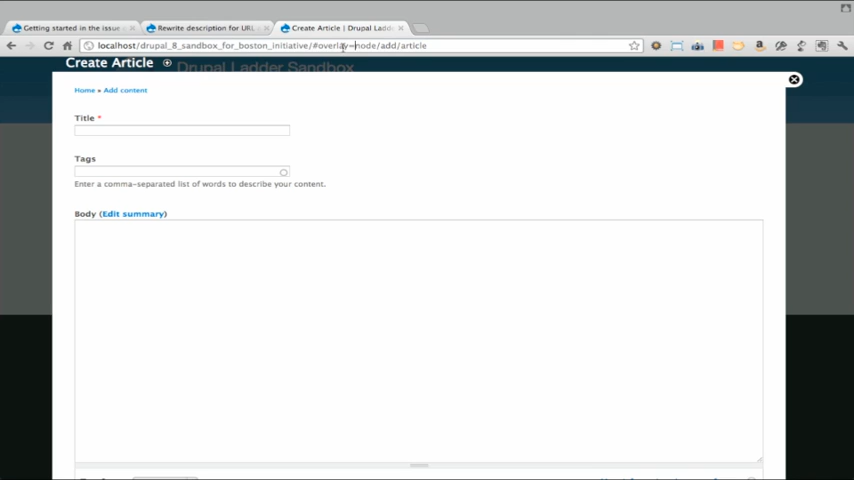 Getting started in the issue
Rewrite description for URL
Create Article | Drupal Ladde
localhost/drupal_8_sandbox_for_boston_initiative/#overlay=node/add/article
Create Article
Drupal Ladder Sandbox
Home » Add content
Title *
Tags
Enter a comma-separated list of words to describe your content.
Body (Edit summary)